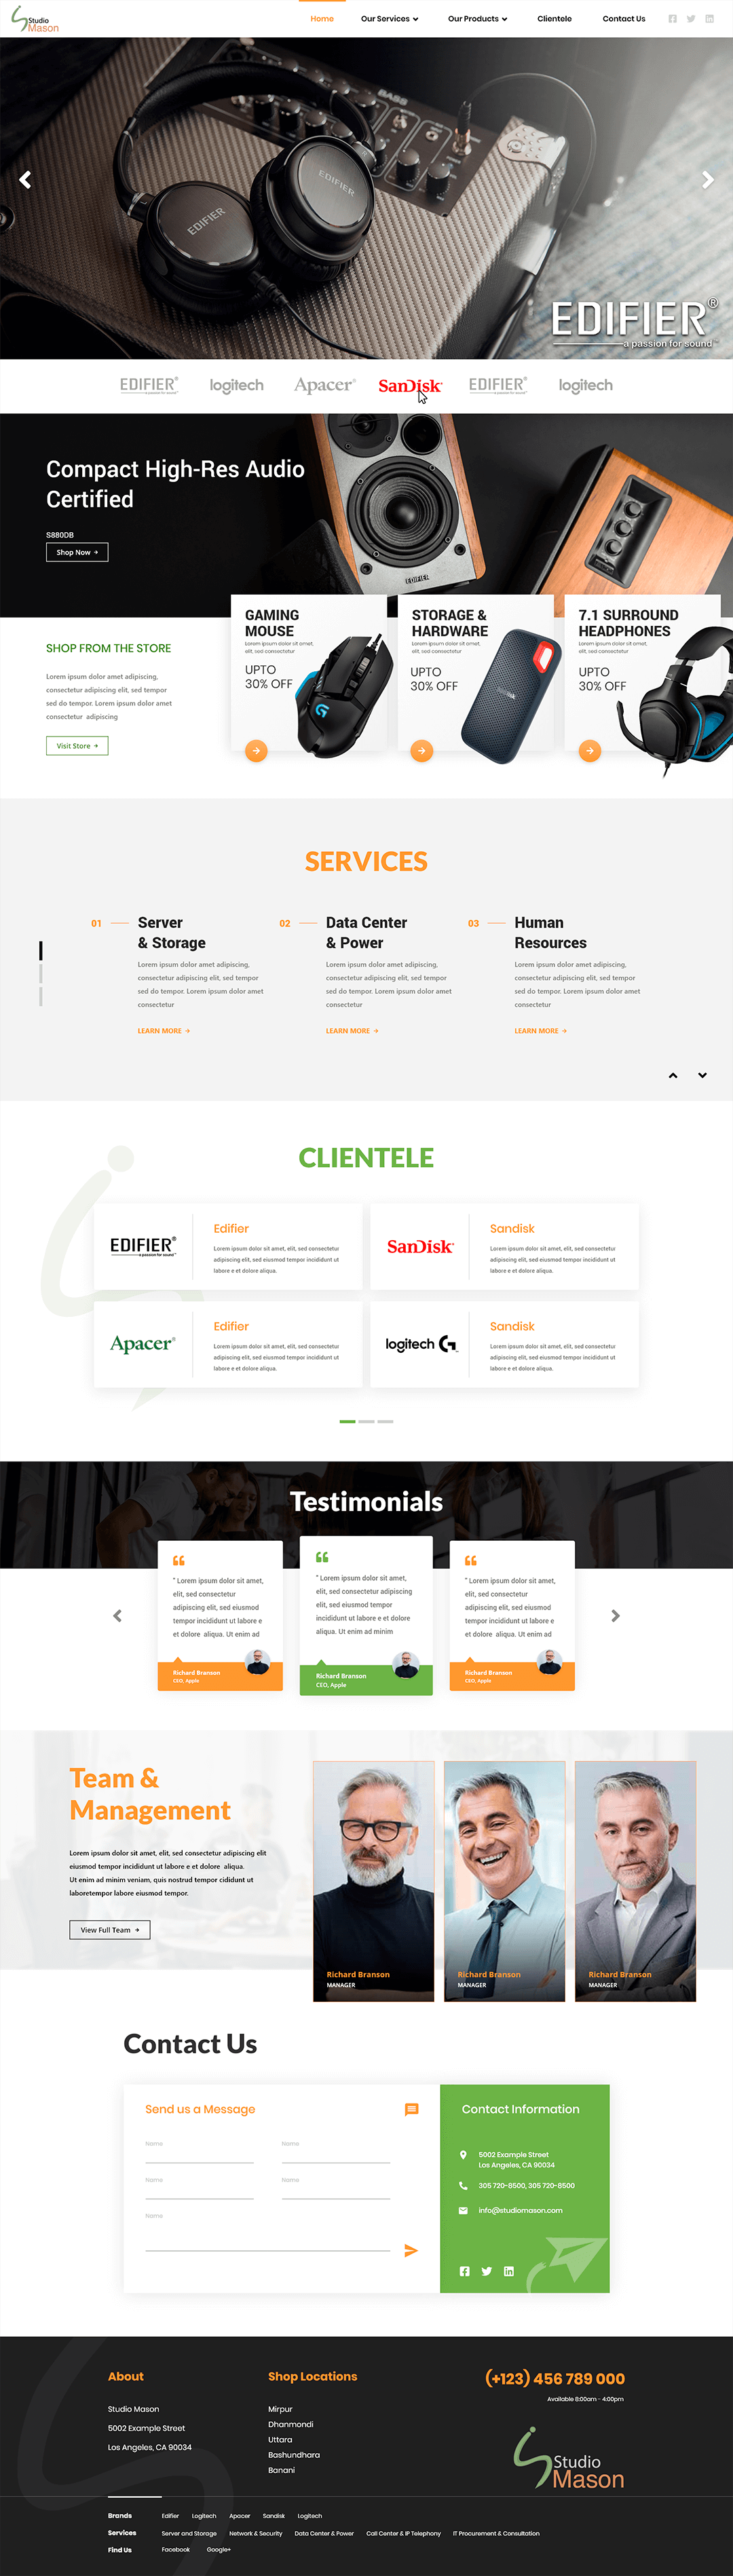 Studio
Mason
Home
Our Services
Our Products
Clientele
Contact Us
BASS
EDIFIER
EDIFIER
EDIFIER®
a passion for sound™
EDIFIER®
a passion for sound™
logitech
Apacer®
SanDisk®
EDIFIER®
a passion for sound™
logitech
Compact High-Res Audio
Certified
S880DB
Shop Now →
EDIFIER
SHOP FROM THE STORE
Lorem ipsum dolor amet adipiscing,
consectetur adipiscing elit, sed tempor
sed do tempor. Lorem ipsum dolor amet
consectetur adipiscing
Visit Store →
GAMING
MOUSE
Lorem ipsum dolor sit amet,
elit, sed consectetur
UPTO
30% OFF
STORAGE &
HARDWARE
Lorem ipsum dolor sit amet,
elit, sed consectetur
UPTO
30% OFF
SanDisk
7.1 SURROUND
HEADPHONES
Lorem ipsum dolor sit amet,
elit, sed consectetur
UPTO
30% OFF
SERVICES
01
Server
& Storage
Lorem ipsum dolor amet adipiscing,
consectetur adipiscing elit, sed tempor
sed do tempor. Lorem ipsum dolor amet
consectetur
LEARN MORE →
02
Data Center
& Power
Lorem ipsum dolor amet adipiscing,
consectetur adipiscing elit, sed tempor
sed do tempor. Lorem ipsum dolor amet
consectetur
LEARN MORE →
03
Human
Resources
Lorem ipsum dolor amet adipiscing,
consectetur adipiscing elit, sed tempor
sed do tempor. Lorem ipsum dolor amet
consectetur
LEARN MORE →
CLIENTELE
EDIFIER®
a passion for sound™
Edifier
Lorem ipsum dolor sit amet, elit, sed consectetur
adipiscing elit, sed eiusmod tempor incididunt ut
labore e et dolore aliqua.
SanDisk®
Sandisk
Lorem ipsum dolor sit amet, elit, sed consectetur
adipiscing elit, sed eiusmod tempor incididunt ut
labore e et dolore aliqua.
Apacer®
Edifier
Lorem ipsum dolor sit amet, elit, sed consectetur
adipiscing elit, sed eiusmod tempor incididunt ut
labore e et dolore aliqua.
logitech G
Sandisk
Lorem ipsum dolor sit amet, elit, sed consectetur
adipiscing elit, sed eiusmod tempor incididunt ut
labore e et dolore aliqua.
Testimonials
" Lorem ipsum dolor sit amet,
elit, sed consectetur
adipiscing elit, sed eiusmod
tempor incididunt ut labore e
et dolore aliqua. Ut enim ad
Richard Branson
CEO, Apple
" Lorem ipsum dolor sit amet,
elit, sed consectetur adipiscing
elit, sed eiusmod tempor
incididunt ut labore e et dolore
aliqua. Ut enim ad minim
Richard Branson
CEO, Apple
" Lorem ipsum dolor sit amet,
elit, sed consectetur
adipiscing elit, sed eiusmod
tempor incididunt ut labore e
et dolore aliqua. Ut enim ad
Richard Branson
CEO, Apple
Team &
Management
Lorem ipsum dolor sit amet, elit, sed consectetur adipiscing elit
eiusmod tempor incididunt ut labore e et dolore aliqua.
Ut enim ad minim veniam, quis nostrud tempor cididunt ut
laboretempor labore eiusmod tempor.
View Full Team →
Richard Branson
MANAGER
Richard Branson
MANAGER
Richard Branson
MANAGER
Contact Us
Send us a Message
Name
Name
Name
Name
Name
Contact Information
5002 Example Street
Los Angeles, CA 90034
305 720-8500, 305 720-8500
info@studiomason.com
About
Studio Mason
5002 Example Street
Los Angeles, CA 90034
Shop Locations
Mirpur
Dhanmondi
Uttara
Bashundhara
Banani
(+123) 456 789 000
Available 8:00am - 4:00pm
Studio
Mason
Brands
Edifier
Logitech
Apacer
Sandisk
Logitech
Services
Server and Storage
Network & Security
Data Center & Power
Call Center & IP Telephony
IT Procurement & Consultation
Find Us
Facebook
Google+